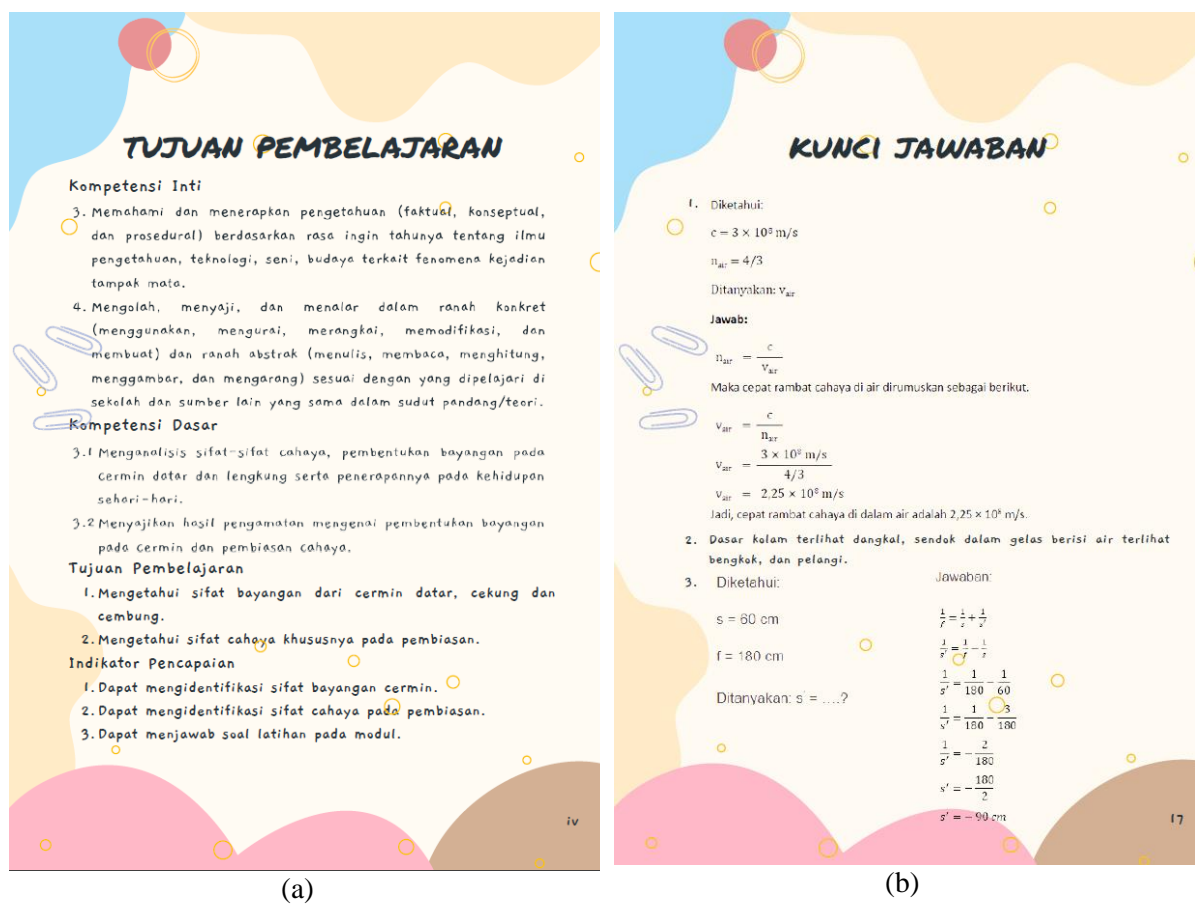 TUJUAN PEMBELAJARAN
Kompetensi Inti
3. Memahami dan menerapkan pengetahuan (faktual, konseptual,
dan prosedural) berdasarkan rasa ingin tahunya tentang ilmu
pengetahuan, teknologi, seni, budaya terkait fenomena kejadian
tampak mata.
4. Mengolah, menyaji, dan menalar dalam ranah konkret
(menggunakan, mengurai, merangkai, memodifikasi, dan
membuat) dan ranah abstrak (menulis, membaca, menghitung,
menggambar, dan mengarang) sesuai dengan yang dipelajari di
sekolah dan sumber lain yang sama dalam sudut pandang/teori.
Kompetensi Dasar
3.1 Menganalisis sifat-sifat cahaya, pembentukan bayangan pada
cermin datar dan lengkung serta penerapannya pada kehidupan
sehari-hari.
3.2 Menyajikan hasil pengamatan mengenai pembentukan bayangan
pada cermin dan pembiasan cahaya.
Tujuan Pembelajaran
1. Mengetahui sifat bayangan dari cermin datar, cekung dan
cembung.
2. Mengetahui sifat cahaya khususnya pada pembiasan.
Indikator Pencapaian
1. Dapat mengidentifikasi sifat bayangan cermin.
2. Dapat mengidentifikasi sifat cahaya pada pembiasan.
3. Dapat menjawab soal latihan pada modul.
iv
(a)
KUNCI JAWABAN
1. Diketahui:
c = 3 × 10⁸ m/s
n_air = 4/3
Ditanyakan: v_air
Jawab:
n_air = c / v_air
Maka cepat rambat cahaya di air dirumuskan sebagai berikut.
v_air = c / n_air
v_air = 3 × 10⁸ m/s / 4/3
v_air = 2,25 × 10⁸ m/s
Jadi, cepat rambat cahaya di dalam air adalah 2,25 × 10⁸ m/s.
2. Dasar kolam terlihat dangkal, sendok dalam gelas berisi air terlihat
bengkok, dan pelangi.
3. Diketahui:
s = 60 cm
f = 180 cm
Ditanyakan: s' = ....?
Jawaban:
1/f = 1/s + 1/s'
1/s' = 1/f - 1/s
1/s' = 1/180 - 1/60
1/s' = 1/180 - 3/180
1/s' = - 2/180
s' = - 180/2
s' = - 90 cm
17
(b)